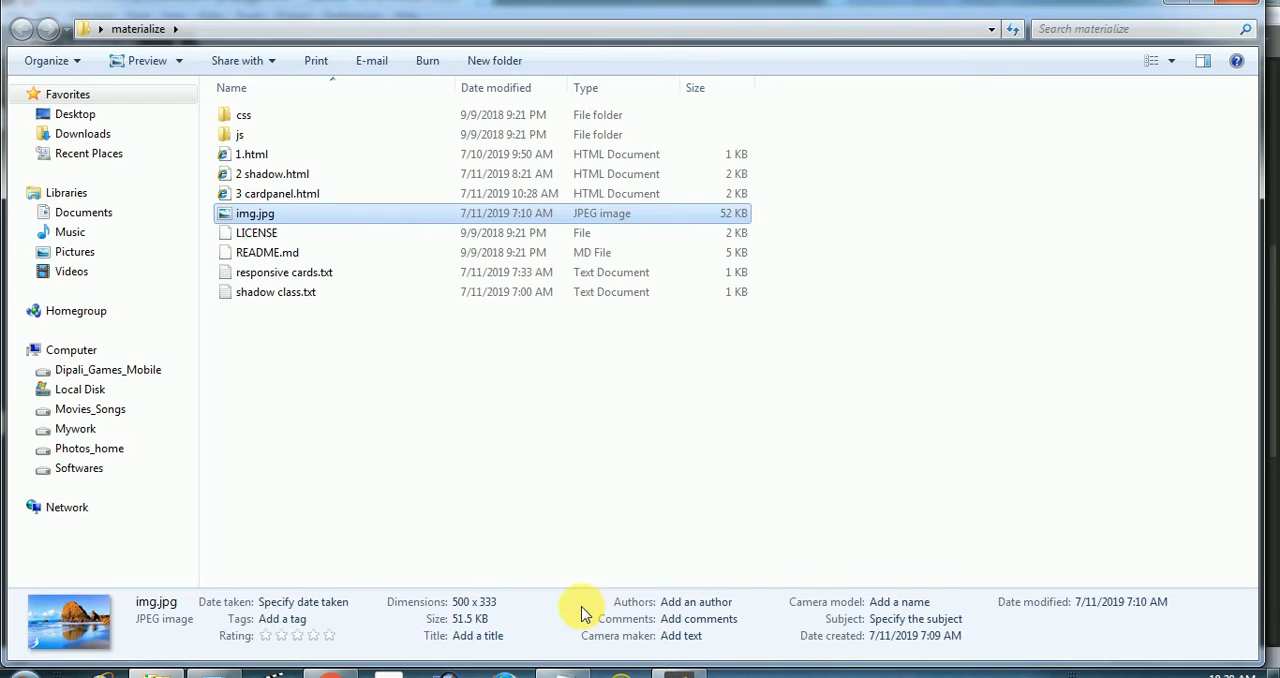 materialize
Search materialize
Organize Preview Share with Print E-mail Burn New folder
Name Date modified Type Size
Favorites
Desktop
Downloads
Recent Places
Libraries
Documents
Music
Pictures
Videos
Homegroup
Computer
Dipali_Games_Mobile
Local Disk
Movies_Songs
Mywork
Photos_home
Softwares
Network
css 9/9/2018 9:21 PM File folder
js 9/9/2018 9:21 PM File folder
1.html 7/10/2019 9:50 AM HTML Document 1 KB
2 shadow.html 7/11/2019 8:21 AM HTML Document 2 KB
3 cardpanel.html 7/11/2019 10:28 AM HTML Document 2 KB
img.jpg 7/11/2019 7:10 AM JPEG image 52 KB
LICENSE 9/9/2018 9:21 PM File 2 KB
README.md 9/9/2018 9:21 PM MD File 5 KB
responsive cards.txt 7/11/2019 7:33 AM Text Document 1 KB
shadow class.txt 7/11/2019 7:00 AM Text Document 1 KB
img.jpg Date taken: Specify date taken Dimensions: 500 x 333 Authors: Add an author Camera model: Add a name Date modified: 7/11/2019 7:10 AM
JPEG image Tags: Add a tag Size: 51.5 KB Comments: Add comments Subject: Specify the subject
Rating: Title: Add a title Camera maker: Add text Date created: 7/11/2019 7:09 AM